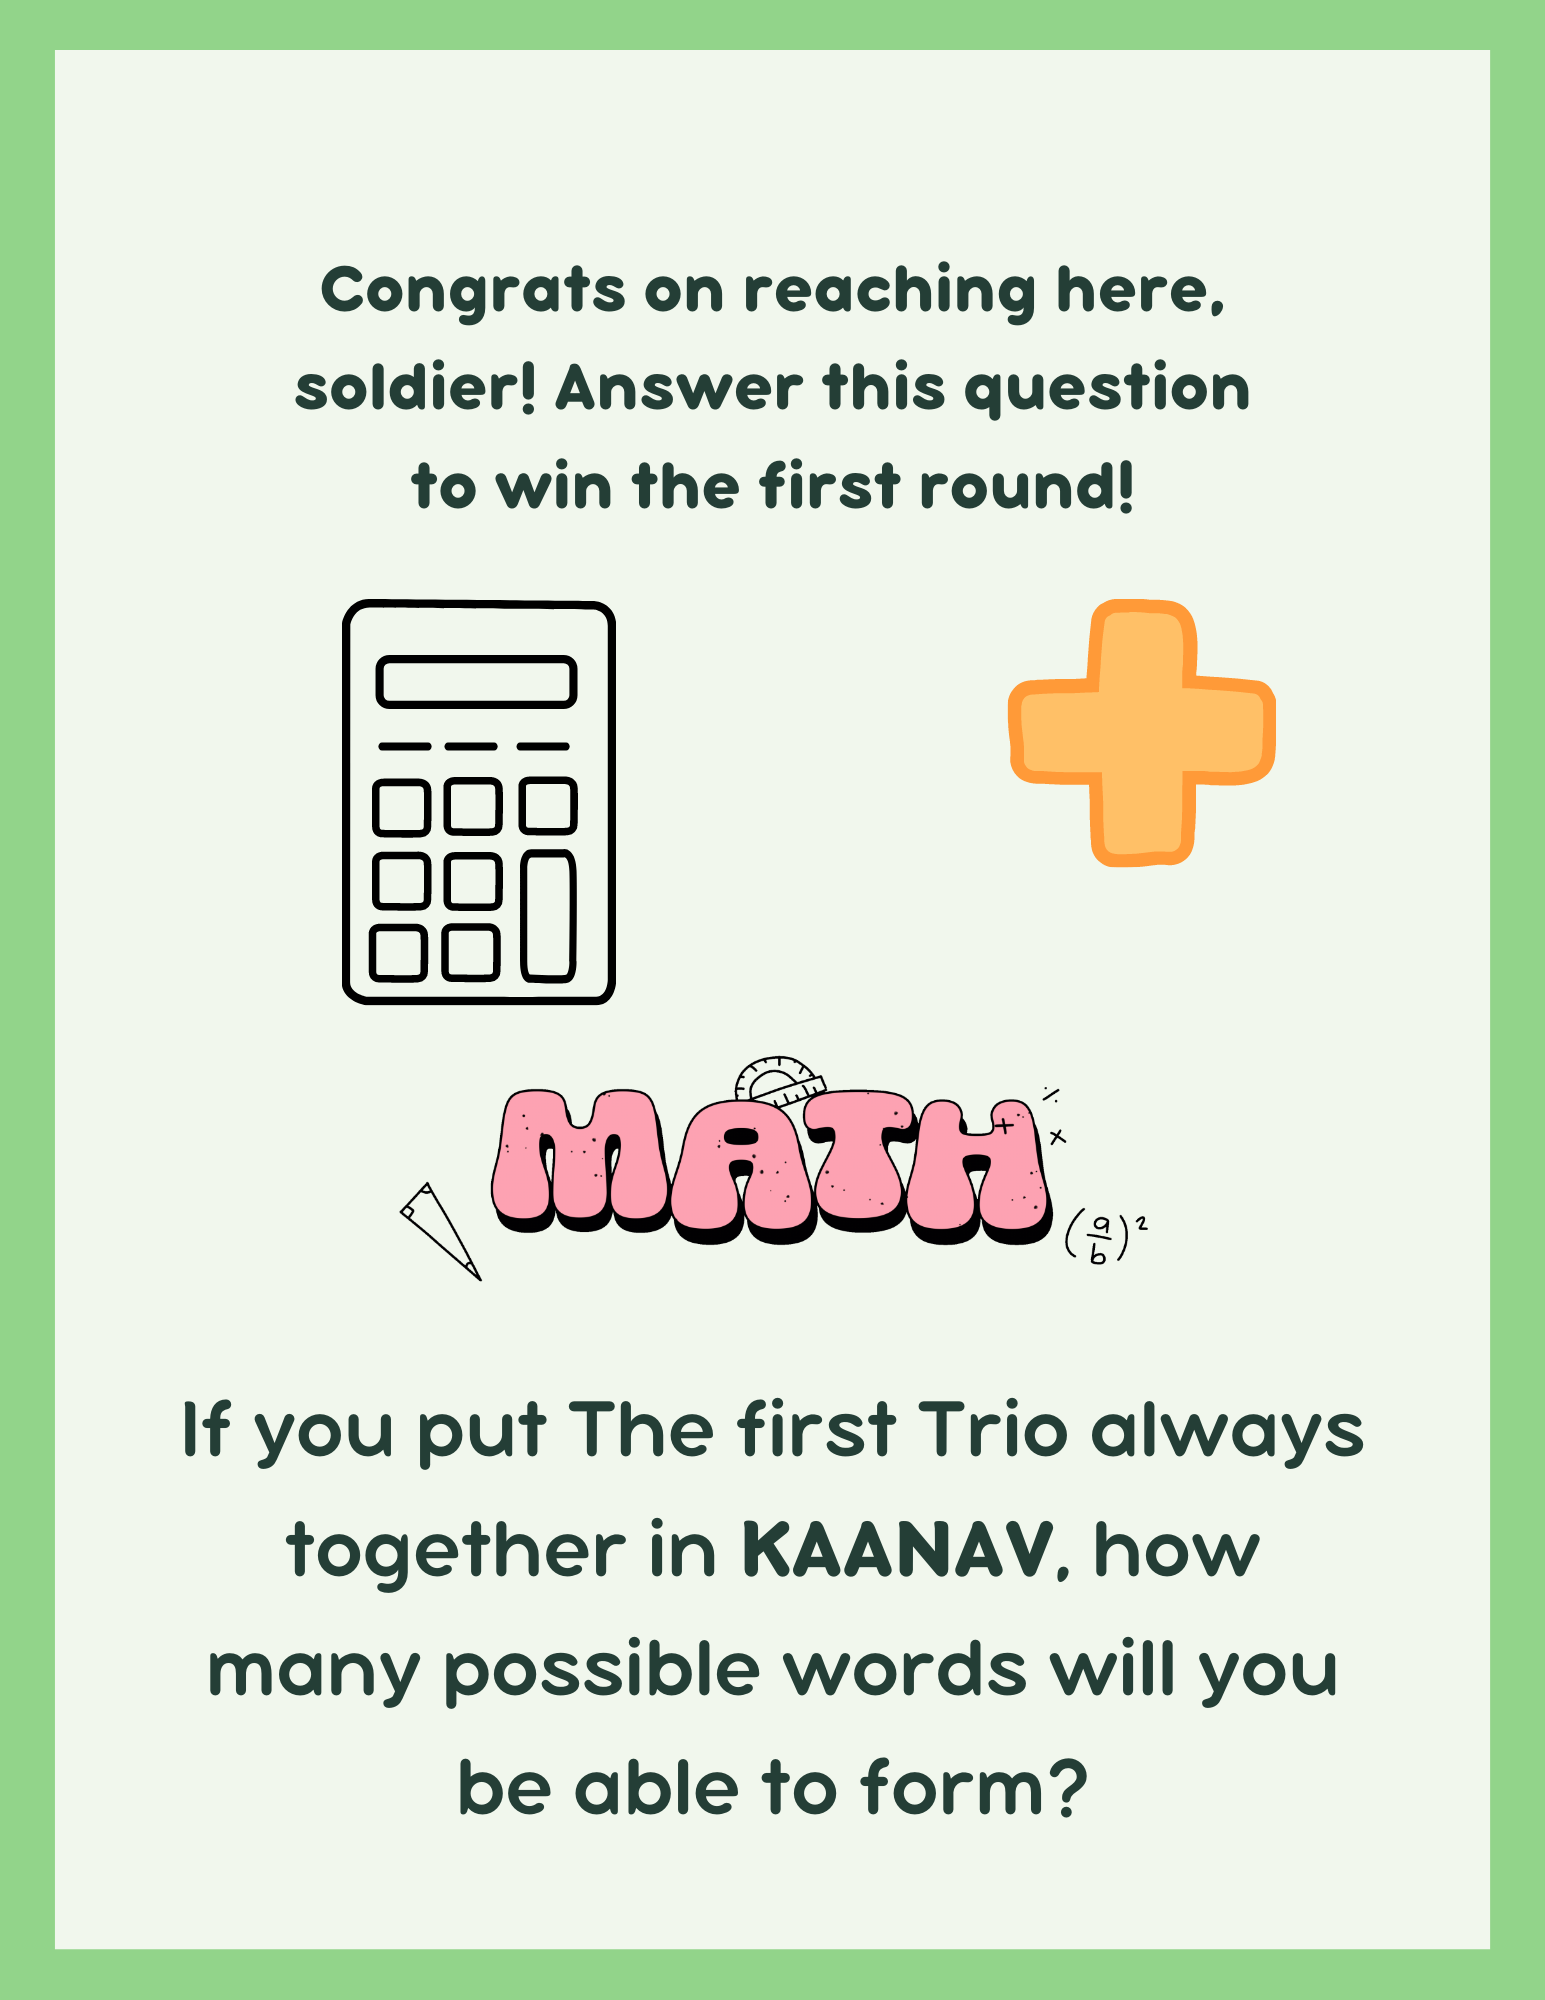 Congrats on reaching here,
soldier! Answer this question
to win the first round!
MATH
÷
+
x
(a/b)²
If you put The first Trio always
together in KAANAV, how
many possible words will you
be able to form?